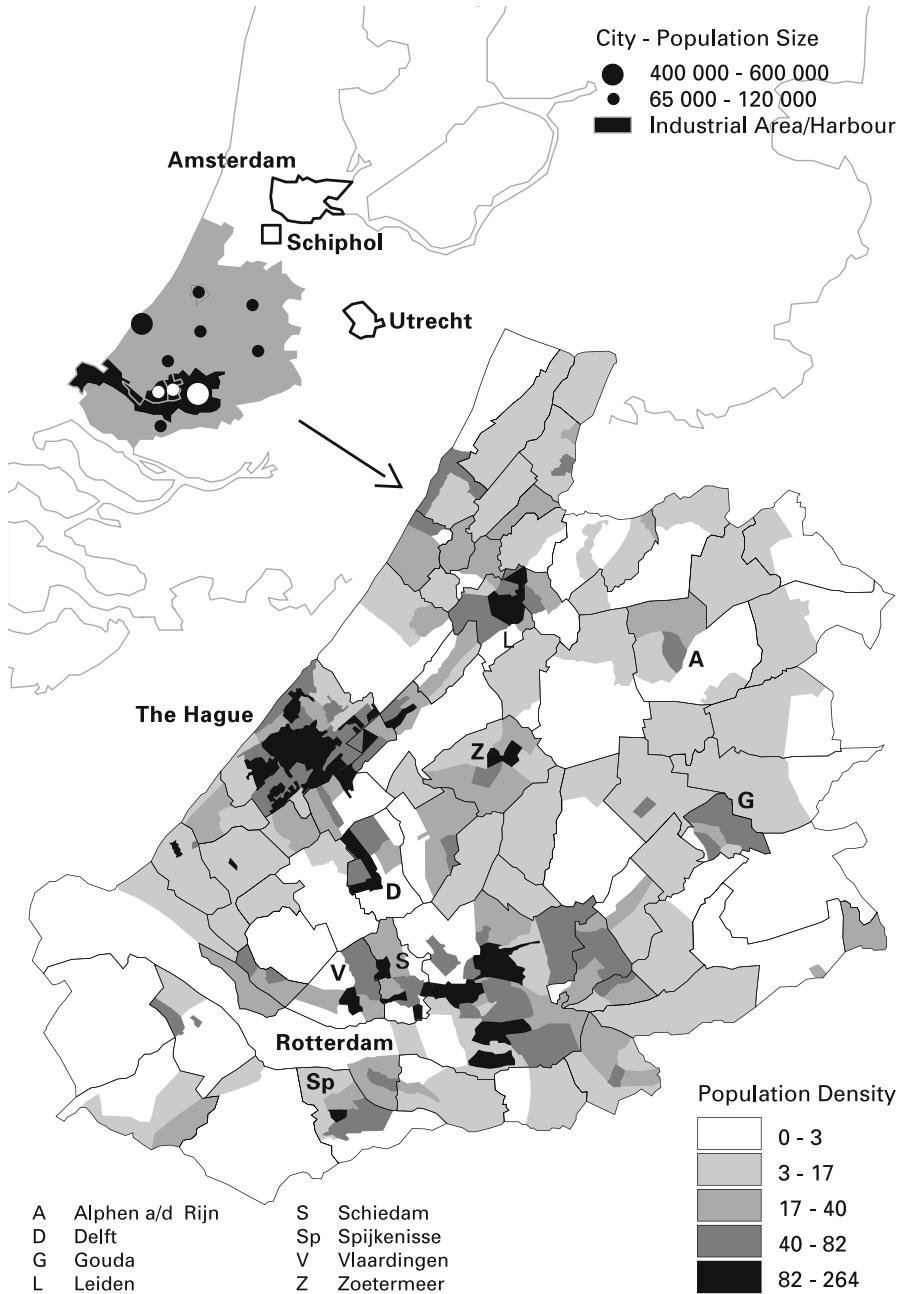 City - Population Size
400 000 - 600 000
65 000 - 120 000
Industrial Area/Harbour
Amsterdam
Schiphol
Utrecht
L
A
The Hague
Z
G
D
V
S
Rotterdam
Sp
Population Density
0 - 3
3 - 17
17 - 40
40 - 82
82 - 264
A Alphen a/d Rijn
D Delft
G Gouda
L Leiden
S Schiedam
Sp Spijkenisse
V Vlaardingen
Z Zoetermeer